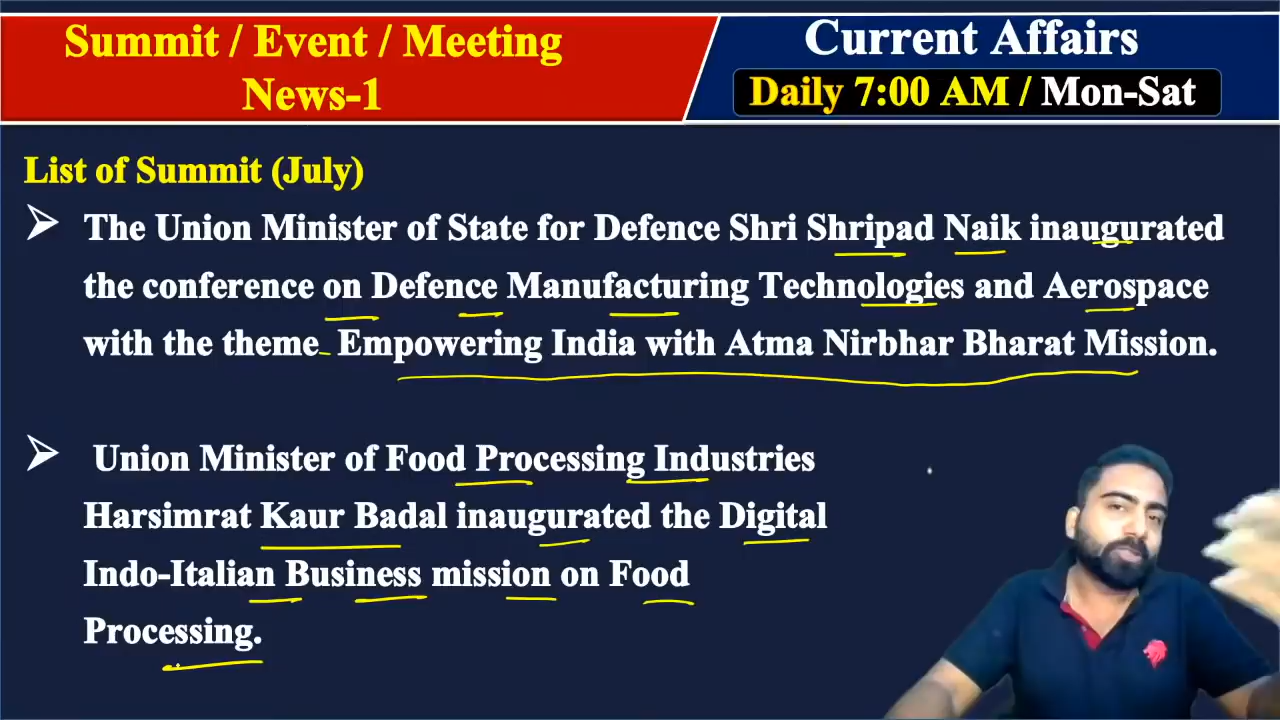 Summit / Event / Meeting
News-1
Current Affairs
Daily 7:00 AM / Mon-Sat
List of Summit (July)
The Union Minister of State for Defence Shri Shripad Naik inaugurated
the conference on Defence Manufacturing Technologies and Aerospace
with the theme Empowering India with Atma Nirbhar Bharat Mission.
Union Minister of Food Processing Industries
Harsimrat Kaur Badal inaugurated the Digital
Indo-Italian Business mission on Food
Processing.